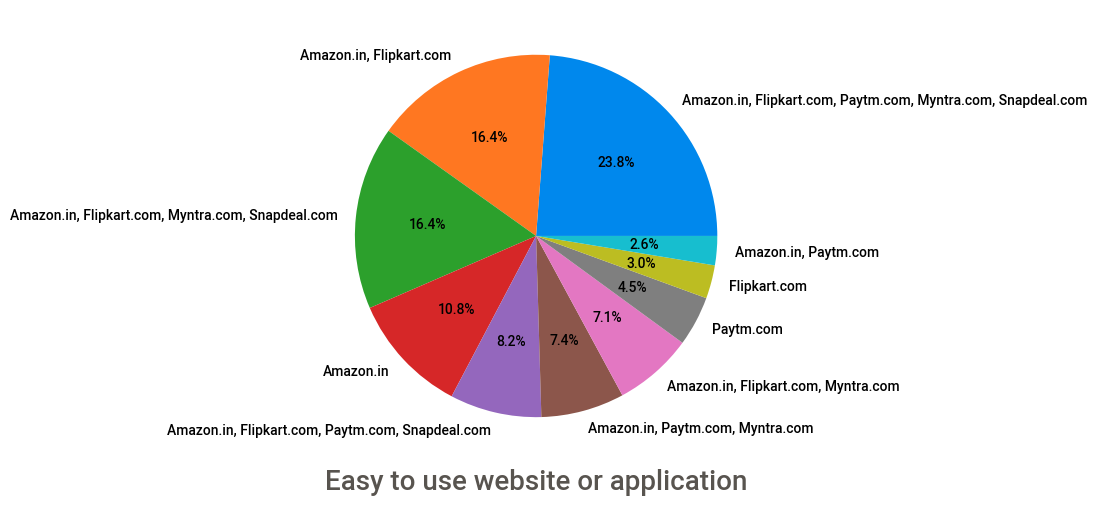 Amazon.in, Flipkart.com
Amazon.in, Flipkart.com, Paytm.com, Myntra.com, Snapdeal.com
16.4%
23.8%
Amazon.in, Flipkart.com, Myntra.com, Snapdeal.com
16.4%
2.6%
Amazon.in, Paytm.com
3.0%
Flipkart.com
4.5%
Paytm.com
10.8%
7.1%
8.2%
7.4%
Amazon.in
Amazon.in, Flipkart.com, Myntra.com
Amazon.in, Flipkart.com, Paytm.com, Snapdeal.com
Amazon.in, Paytm.com, Myntra.com
Easy to use website or application